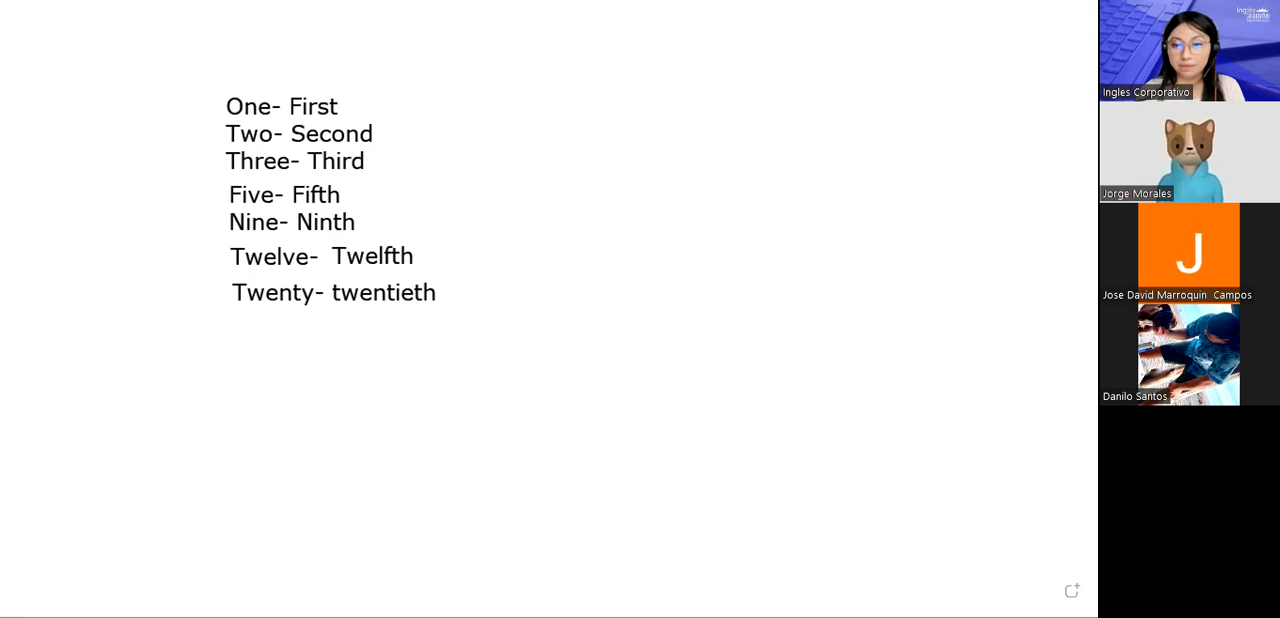 One- First
Two- Second
Three- Third
Five- Fifth
Nine- Ninth
Twelve- Twelfth
Twenty- twentieth
Ingles
Ingles Corporativo
Jorge Morales
J
Jose David Marroquin Campos
Danilo Santos